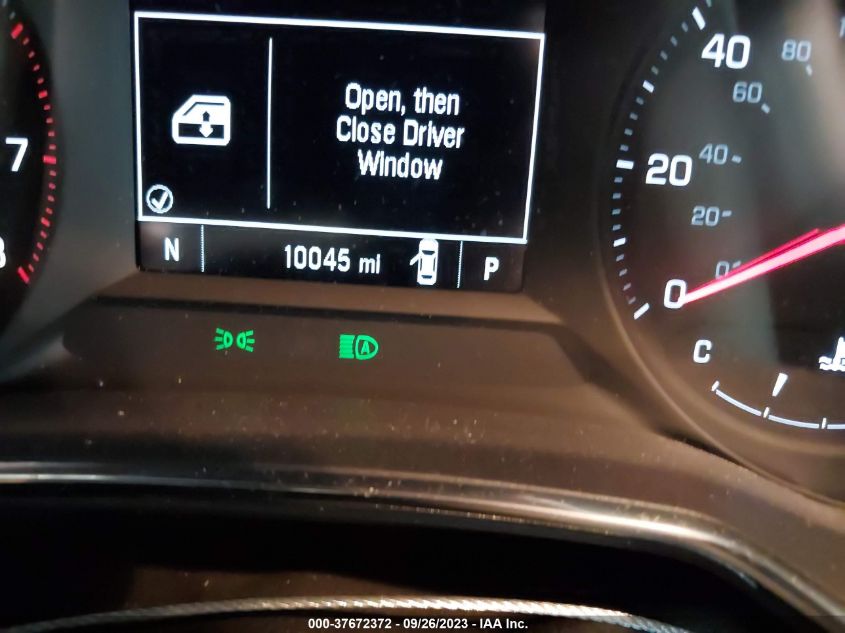 Open, then
Close Driver
Window
N 10045 mi P
7
40 80
60
20 40
20
0 0
C
A
000-37672372 - 09/26/2023 - IAA Inc.